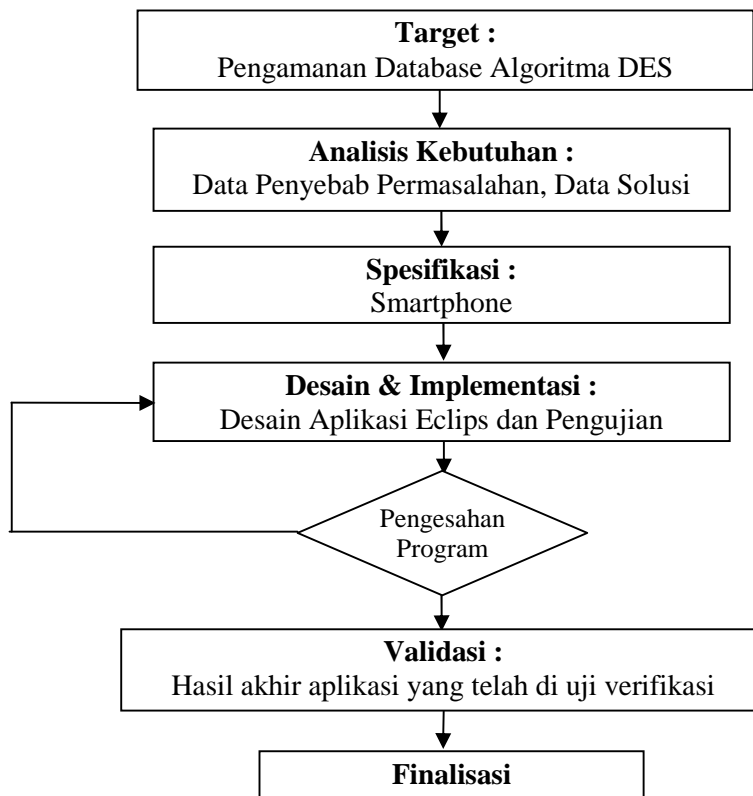 Target :
Pengamanan Database Algoritma DES
Analisis Kebutuhan :
Data Penyebab Permasalahan, Data Solusi
Spesifikasi :
Smartphone
Desain & Implementasi :
Desain Aplikasi Eclips dan Pengujian
Pengesahan
Program
Validasi :
Hasil akhir aplikasi yang telah di uji verifikasi
Finalisasi